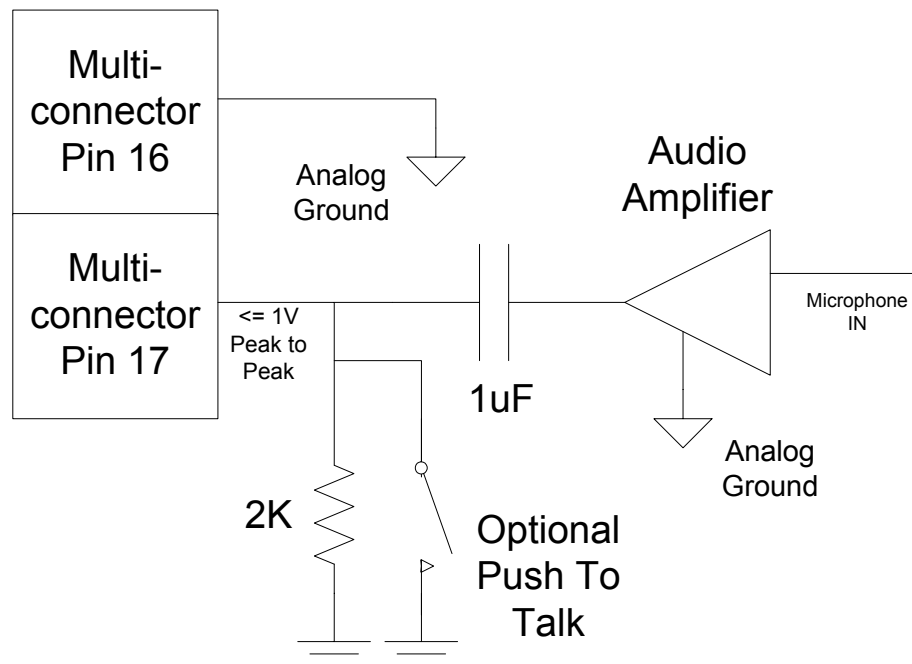 Multi-
connector
Pin 16
Analog
Ground
Audio
Amplifier
Multi-
connector
Pin 17
<= 1V
Peak to
Peak
Microphone
IN
1uF
Analog
Ground
2K
Optional
Push To
Talk